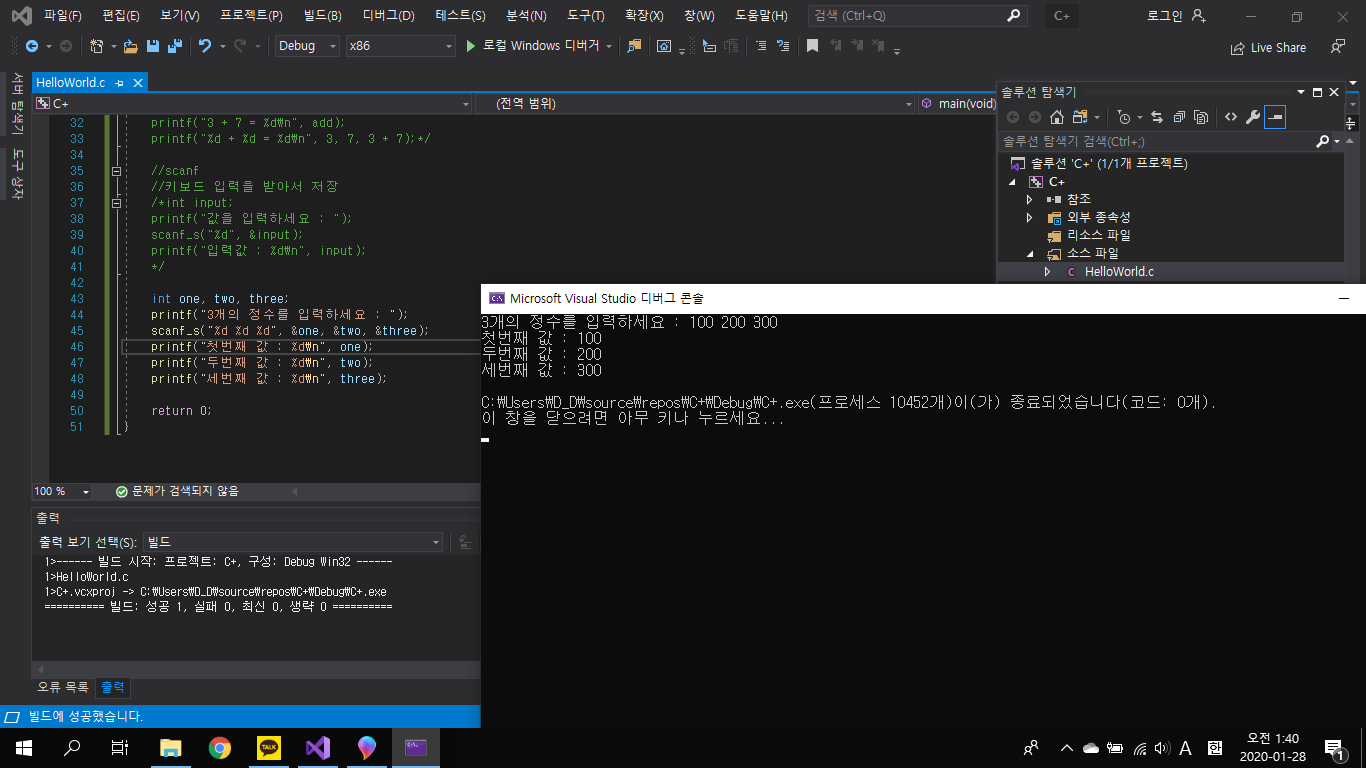 파일(F) 편집(E) 보기(V) 프로젝트(P) 빌드(B) 디버그(D) 테스트(S) 분석(N) 도구(T) 확장(X) 창(W) 도움말(H) 검색 (Ctrl+Q) C+ 로그인
Debug x86 로컬 Windows 디버거 Live Share
서버 탐색기
도구 상자
HelloWorld.c
C+ (전역 범위) main(void)
32 printf("3 + 7 = %d₩n", add);
33 printf("%d + %d = %d₩n", 3, 7, 3 + 7);*/
34
35 //scanf
36 //키보드 입력을 받아서 저장
37 /*int input;
38 printf("값을 입력하세요 : ");
39 scanf_s("%d", &input);
40 printf("입력값 : %d₩n", input);
41 */
42
43 int one, two, three;
44 printf("3개의 정수를 입력하세요 : ");
45 scanf_s("%d %d %d", &one, &two, &three);
46 printf("첫번째 값 : %d₩n", one);
47 printf("두번째 값 : %d₩n", two);
48 printf("세번째 값 : %d₩n", three);
49
50 return 0;
51 }
100 % 문제가 검색되지 않음
솔루션 탐색기
솔루션 탐색기 검색(Ctrl+;)
솔루션 'C+' (1/1개 프로젝트)
C+
참조
외부 종속성
리소스 파일
소스 파일
HelloWorld.c
Microsoft Visual Studio 디버그 콘솔
3개의 정수를 입력하세요 : 100 200 300
첫번째 값 : 100
두번째 값 : 200
세번째 값 : 300
C:₩Users₩D_D₩source₩repos₩C+₩Debug₩C+.exe(프로세스 10452개)이(가) 종료되었습니다(코드: 0개).
이 창을 닫으려면 아무 키나 누르세요...
출력
출력 보기 선택(S): 빌드
1>------ 빌드 시작: 프로젝트: C+, 구성: Debug Win32 ------
1>HelloWorld.c
1>C+.vcxproj -> C:₩Users₩D_D₩source₩repos₩C+₩Debug₩C+.exe
========== 빌드: 성공 1, 실패 0, 최신 0, 생략 0 ==========
오류 목록 출력
빌드에 성공했습니다.
TALK
A 한 오전 1:40
2020-01-28
1